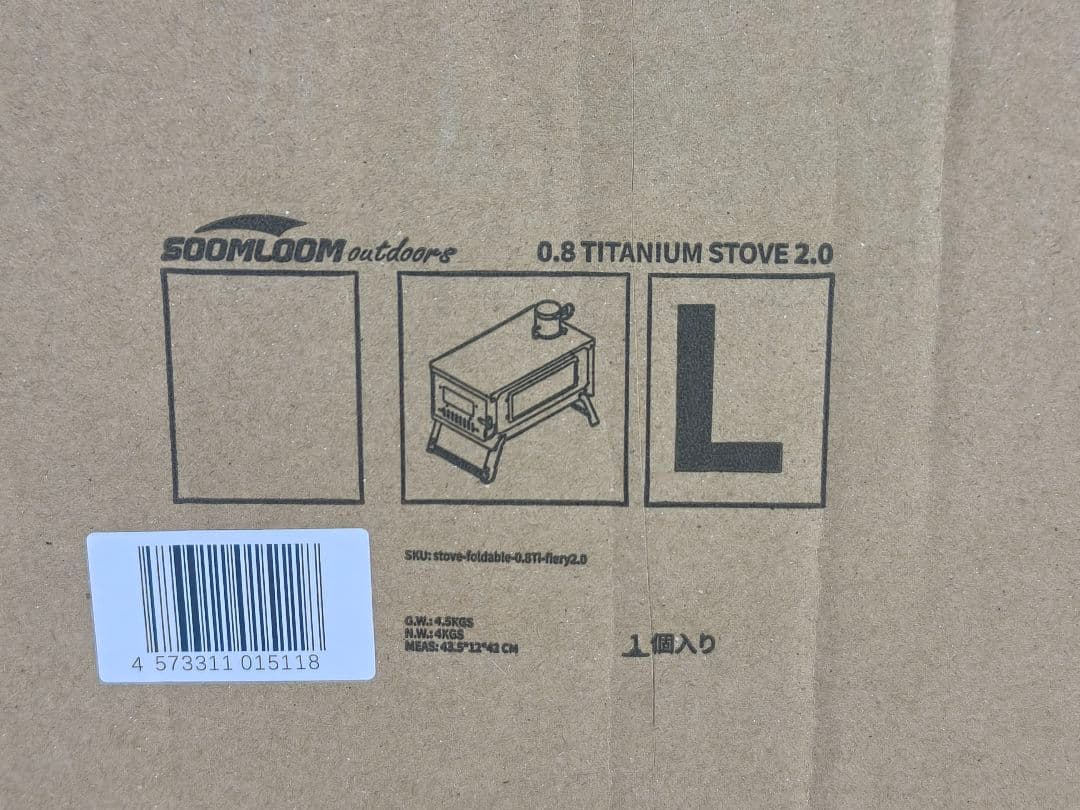 SOOMLOOM outdoors
0.8 TITANIUM STOVE 2.0
L
SKU: stove-foldable-0.8Ti-fiery2.0
G.W.: 4.5KGS
N.W.: 4KGS
MEAS: 43.5*12*42 CM
1個入り
4 573311 015118